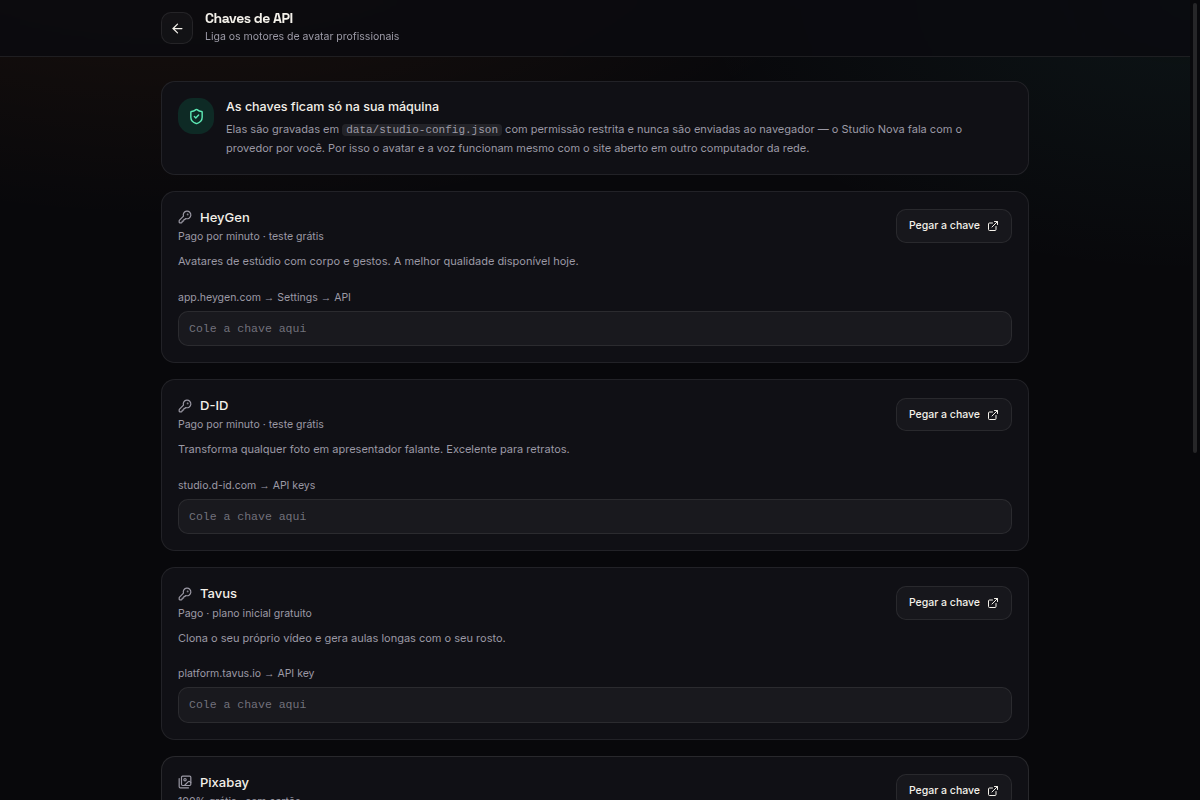 Chaves de API
Liga os motores de avatar profissionais
As chaves ficam só na sua máquina
Elas são gravadas em data/studio-config.json com permissão restrita e nunca são enviadas ao navegador — o Studio Nova fala com o
provedor por você. Por isso o avatar e a voz funcionam mesmo com o site aberto em outro computador da rede.
HeyGen
Pegar a chave
Pago por minuto · teste grátis
Avatares de estúdio com corpo e gestos. A melhor qualidade disponível hoje.
app.heygen.com → Settings → API
Cole a chave aqui
D-ID
Pegar a chave
Pago por minuto · teste grátis
Transforma qualquer foto em apresentador falante. Excelente para retratos.
studio.d-id.com → API keys
Cole a chave aqui
Tavus
Pegar a chave
Pago · plano inicial gratuito
Clona o seu próprio vídeo e gera aulas longas com o seu rosto.
platform.tavus.io → API key
Cole a chave aqui
Pixabay
Pegar a chave
100% grátis · sem cartão